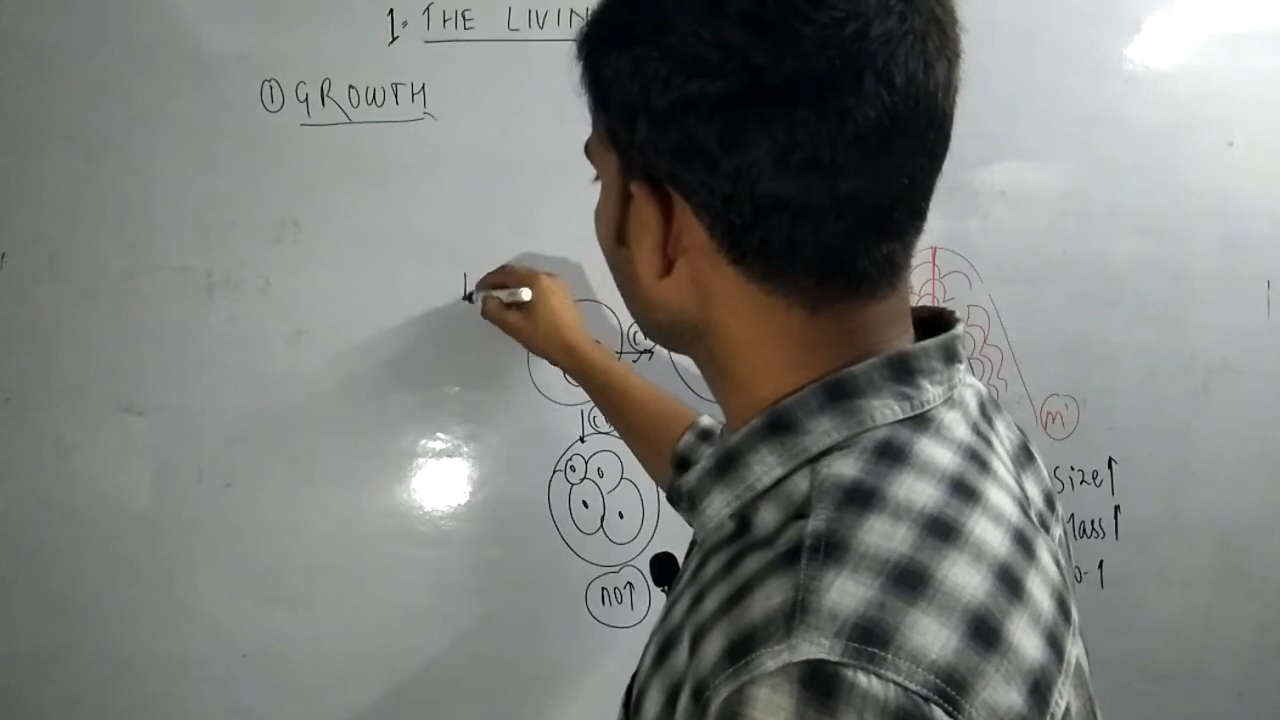 1. THE LIVIN
① GROWTH
m'
size↑
Mass↑
o-↑
no↑